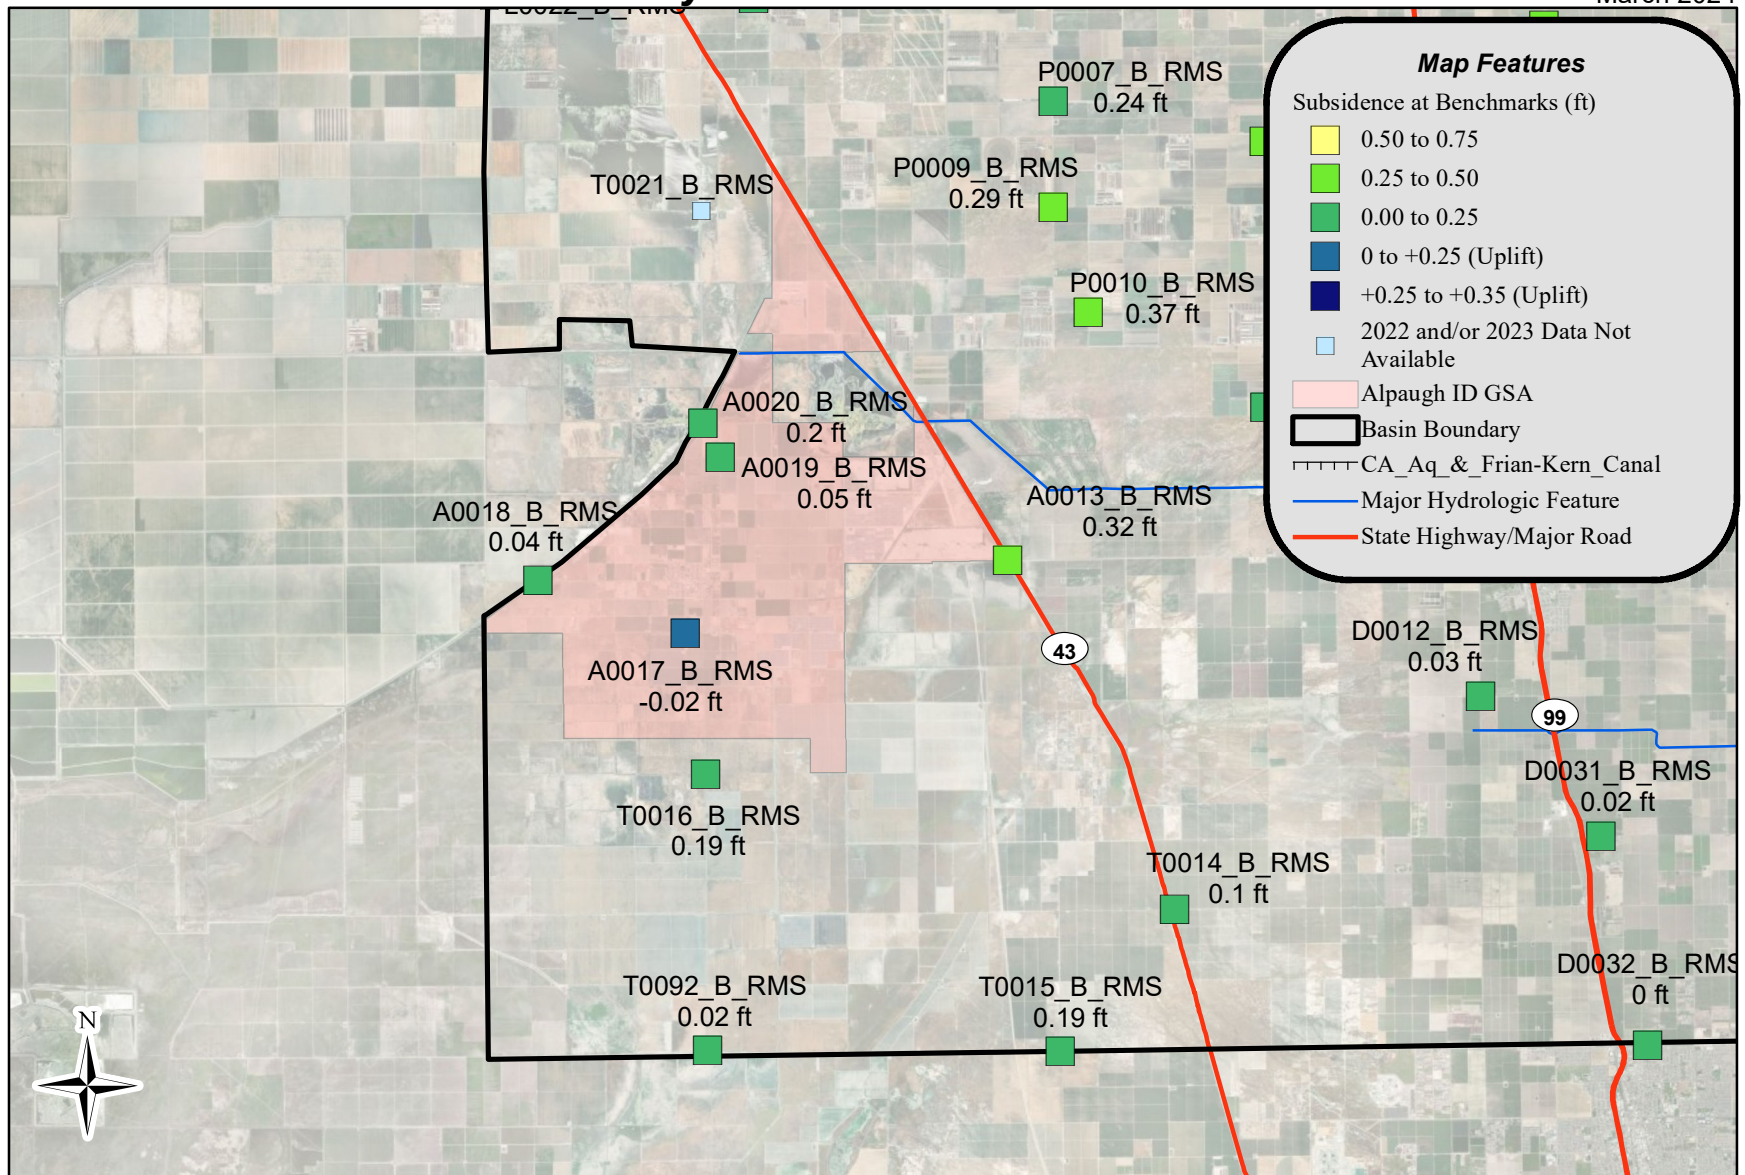 L0022_B_RMS
March 2024
P0007_B_RMS
0.24 ft
P0009_B_RMS
0.29 ft
T0021_B_RMS
P0010_B_RMS
0.37 ft
A0020_B_RMS
0.2 ft
A0019_B_RMS
0.05 ft
A0018_B_RMS
0.04 ft
A0013_B_RMS
0.32 ft
A0017_B_RMS
-0.02 ft
43
D0012_B_RMS
0.03 ft
99
D0031_B_RMS
0.02 ft
T0016_B_RMS
0.19 ft
T0014_B_RMS
0.1 ft
T0092_B_RMS
0.02 ft
T0015_B_RMS
0.19 ft
D0032_B_RMS
0 ft
N
Map Features
Subsidence at Benchmarks (ft)
0.50 to 0.75
0.25 to 0.50
0.00 to 0.25
0 to +0.25 (Uplift)
+0.25 to +0.35 (Uplift)
2022 and/or 2023 Data Not
Available
Alpaugh ID GSA
Basin Boundary
CA_Aq_&_Frian-Kern_Canal
Major Hydrologic Feature
State Highway/Major Road